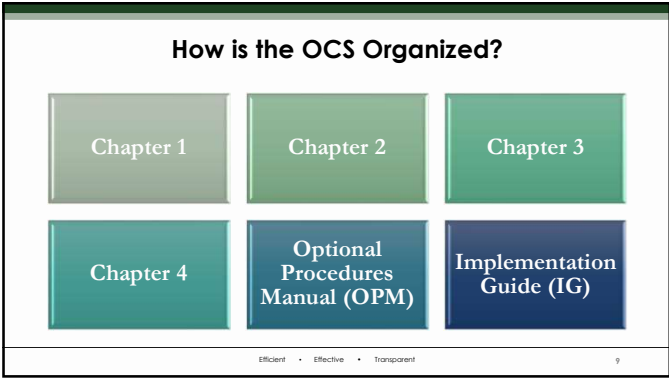 How is the OCS Organized?
Chapter 1
Chapter 2
Chapter 3
Chapter 4
Optional
Procedures
Manual (OPM)
Implementation
Guide (IG)
Efficient • Effective • Transparent
9